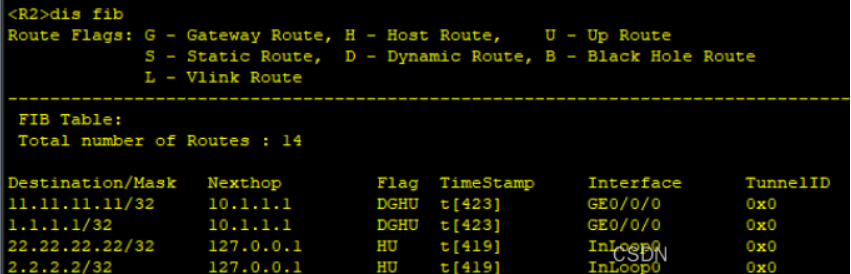 <R2>dis fib
Route Flags: G - Gateway Route, H - Host Route, U - Up Route
S - Static Route, D - Dynamic Route, B - Black Hole Route
L - Vlink Route
--------------------------------------------------------------------------------
FIB Table:
Total number of Routes : 14
Destination/Mask Nexthop Flag TimeStamp Interface TunnelID
11.11.11.11/32 10.1.1.1 DGHU t[423] GE0/0/0 0x0
1.1.1.1/32 10.1.1.1 DGHU t[423] GE0/0/0 0x0
22.22.22.22/32 127.0.0.1 HU t[419] InLoop0 0x0
CSDN
2.2.2.2/32 127.0.0.1 HU t[419] InLoop0 0x0